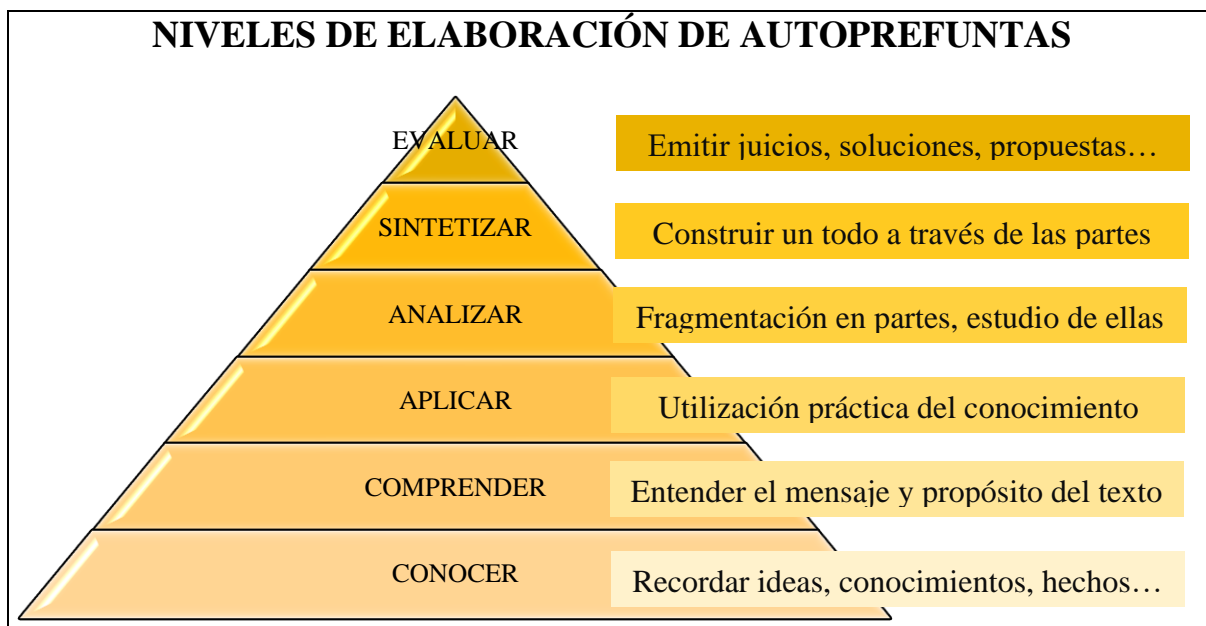 NIVELES DE ELABORACIÓN DE AUTOPREFUNTAS
EVALUAR
Emitir juicios, soluciones, propuestas…
SINTETIZAR
Construir un todo a través de las partes
ANALIZAR
Fragmentación en partes, estudio de ellas
APLICAR
Utilización práctica del conocimiento
COMPRENDER
Entender el mensaje y propósito del texto
CONOCER
Recordar ideas, conocimientos, hechos…